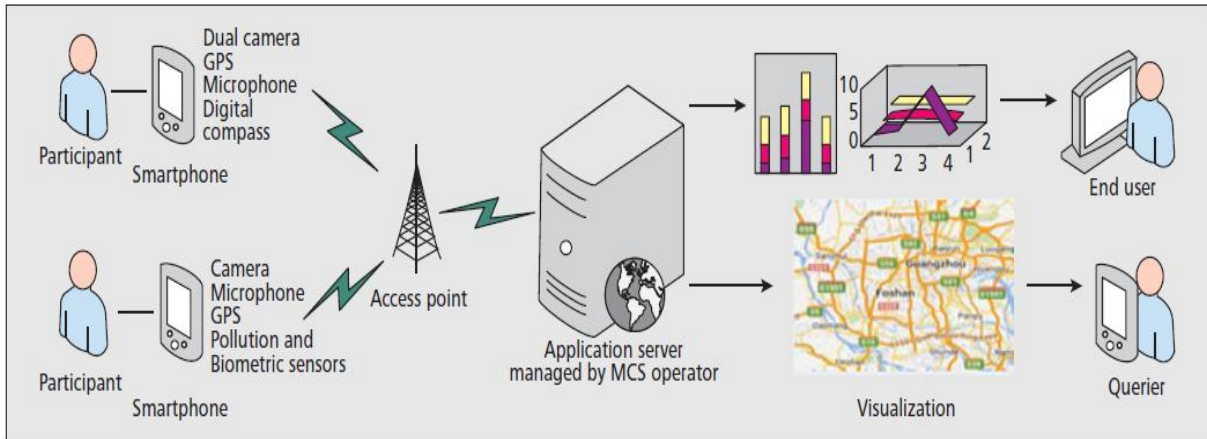 Dual camera
GPS
Microphone
Digital
compass
Participant
Smartphone
Camera
Microphone
GPS
Pollution and
Biometric sensors
Participant
Smartphone
Access point
Application server
managed by MCS operator
10
5
0
1 2 3 4 1 2
End user
Guangzhou
Foshan
Visualization
Querier